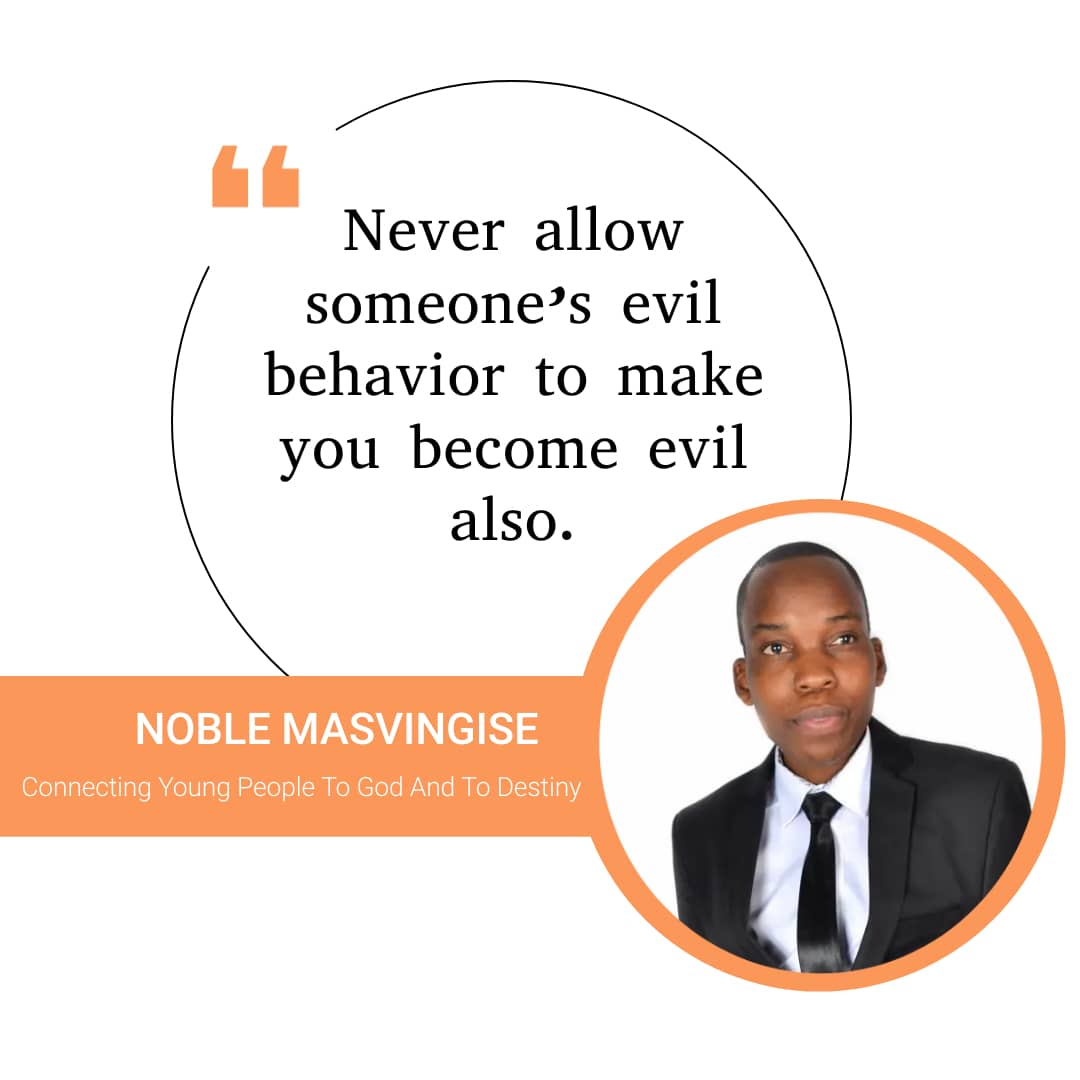 Never allow
someone’s evil
behavior to make
you become evil
also.
NOBLE MASVINGISE
Connecting Young People To God And To Destiny